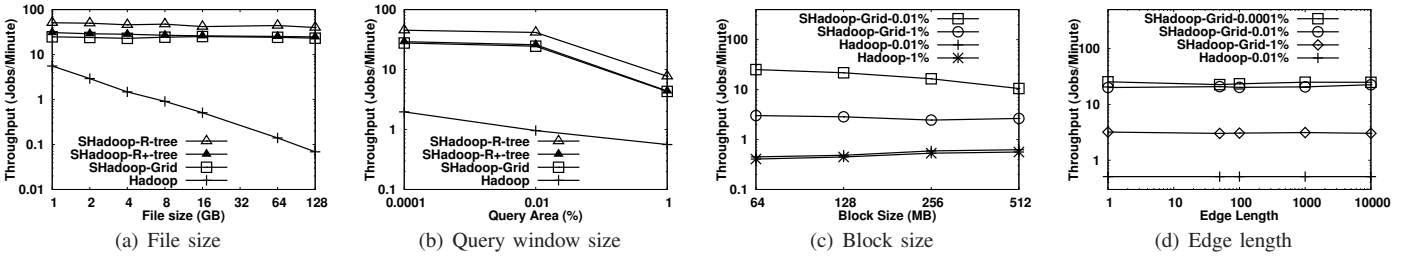 Throughput (Jobs/Minute)
100
10
1
0.1
0.01
SHadoop-R-tree
SHadoop-R+-tree
SHadoop-Grid
Hadoop
1 2 4 8 16 32 64 128
File size (GB)
(a) File size
Throughput (Jobs/Minute)
100
10
1
0.1
SHadoop-R-tree
SHadoop-R+-tree
SHadoop-Grid
Hadoop
0.0001 0.01 1
Query Area (%)
(b) Query window size
Throughput (Jobs/Minute)
SHadoop-Grid-0.01%
SHadoop-Grid-1%
Hadoop-0.01%
Hadoop-1%
100
10
1
0.1
64 128 256 512
Block Size (MB)
(c) Block size
Throughput (Jobs/Minute)
SHadoop-Grid-0.0001%
SHadoop-Grid-0.01%
SHadoop-Grid-1%
Hadoop-0.01%
100
10
1
1 10 100 1000 10000
Edge Length
(d) Edge length